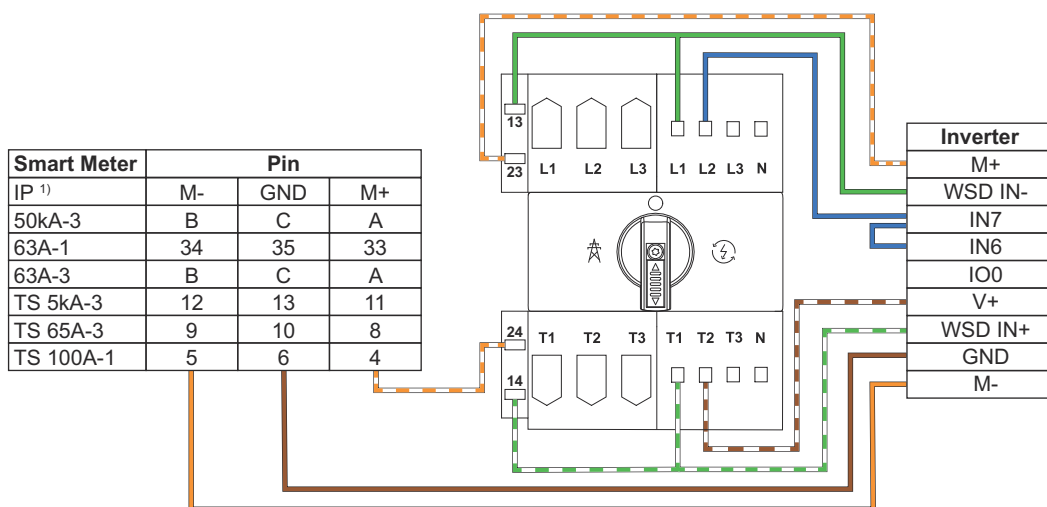 Smart Meter Pin
IP 1) M- GND M+
50kA-3 B C A
63A-1 34 35 33
63A-3 B C A
TS 5kA-3 12 13 11
TS 65A-3 9 10 8
TS 100A-1 5 6 4
13
23 L1 L2 L3 L1 L2 L3 N
24 T1 T2 T3 T1 T2 T3 N
14
Inverter
M+
WSD IN-
IN7
IN6
IO0
V+
WSD IN+
GND
M-